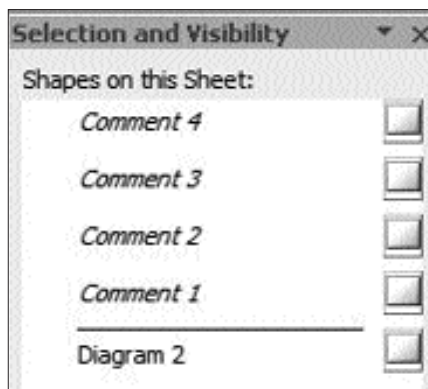 Selection and Visibility
Shapes on this Sheet:
Comment 4
Comment 3
Comment 2
Comment 1
Diagram 2